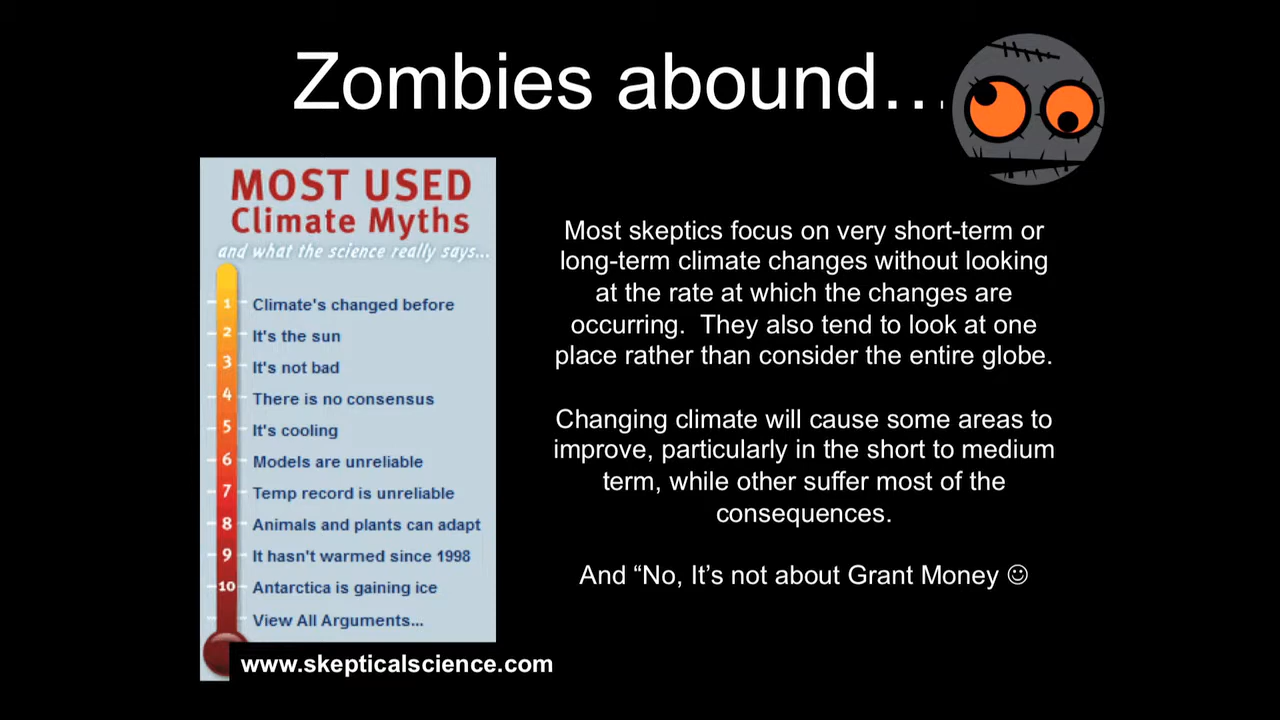 Zombies abound…
MOST USED
Climate Myths
and what the science really says...
1 Climate's changed before
2 It's the sun
3 It's not bad
4 There is no consensus
5 It's cooling
6 Models are unreliable
7 Temp record is unreliable
8 Animals and plants can adapt
9 It hasn't warmed since 1998
10 Antarctica is gaining ice
View All Arguments...
www.skepticalscience.com
Most skeptics focus on very short-term or
long-term climate changes without looking
at the rate at which the changes are
occurring. They also tend to look at one
place rather than consider the entire globe.
Changing climate will cause some areas to
improve, particularly in the short to medium
term, while other suffer most of the
consequences.
And “No, It’s not about Grant Money ☺